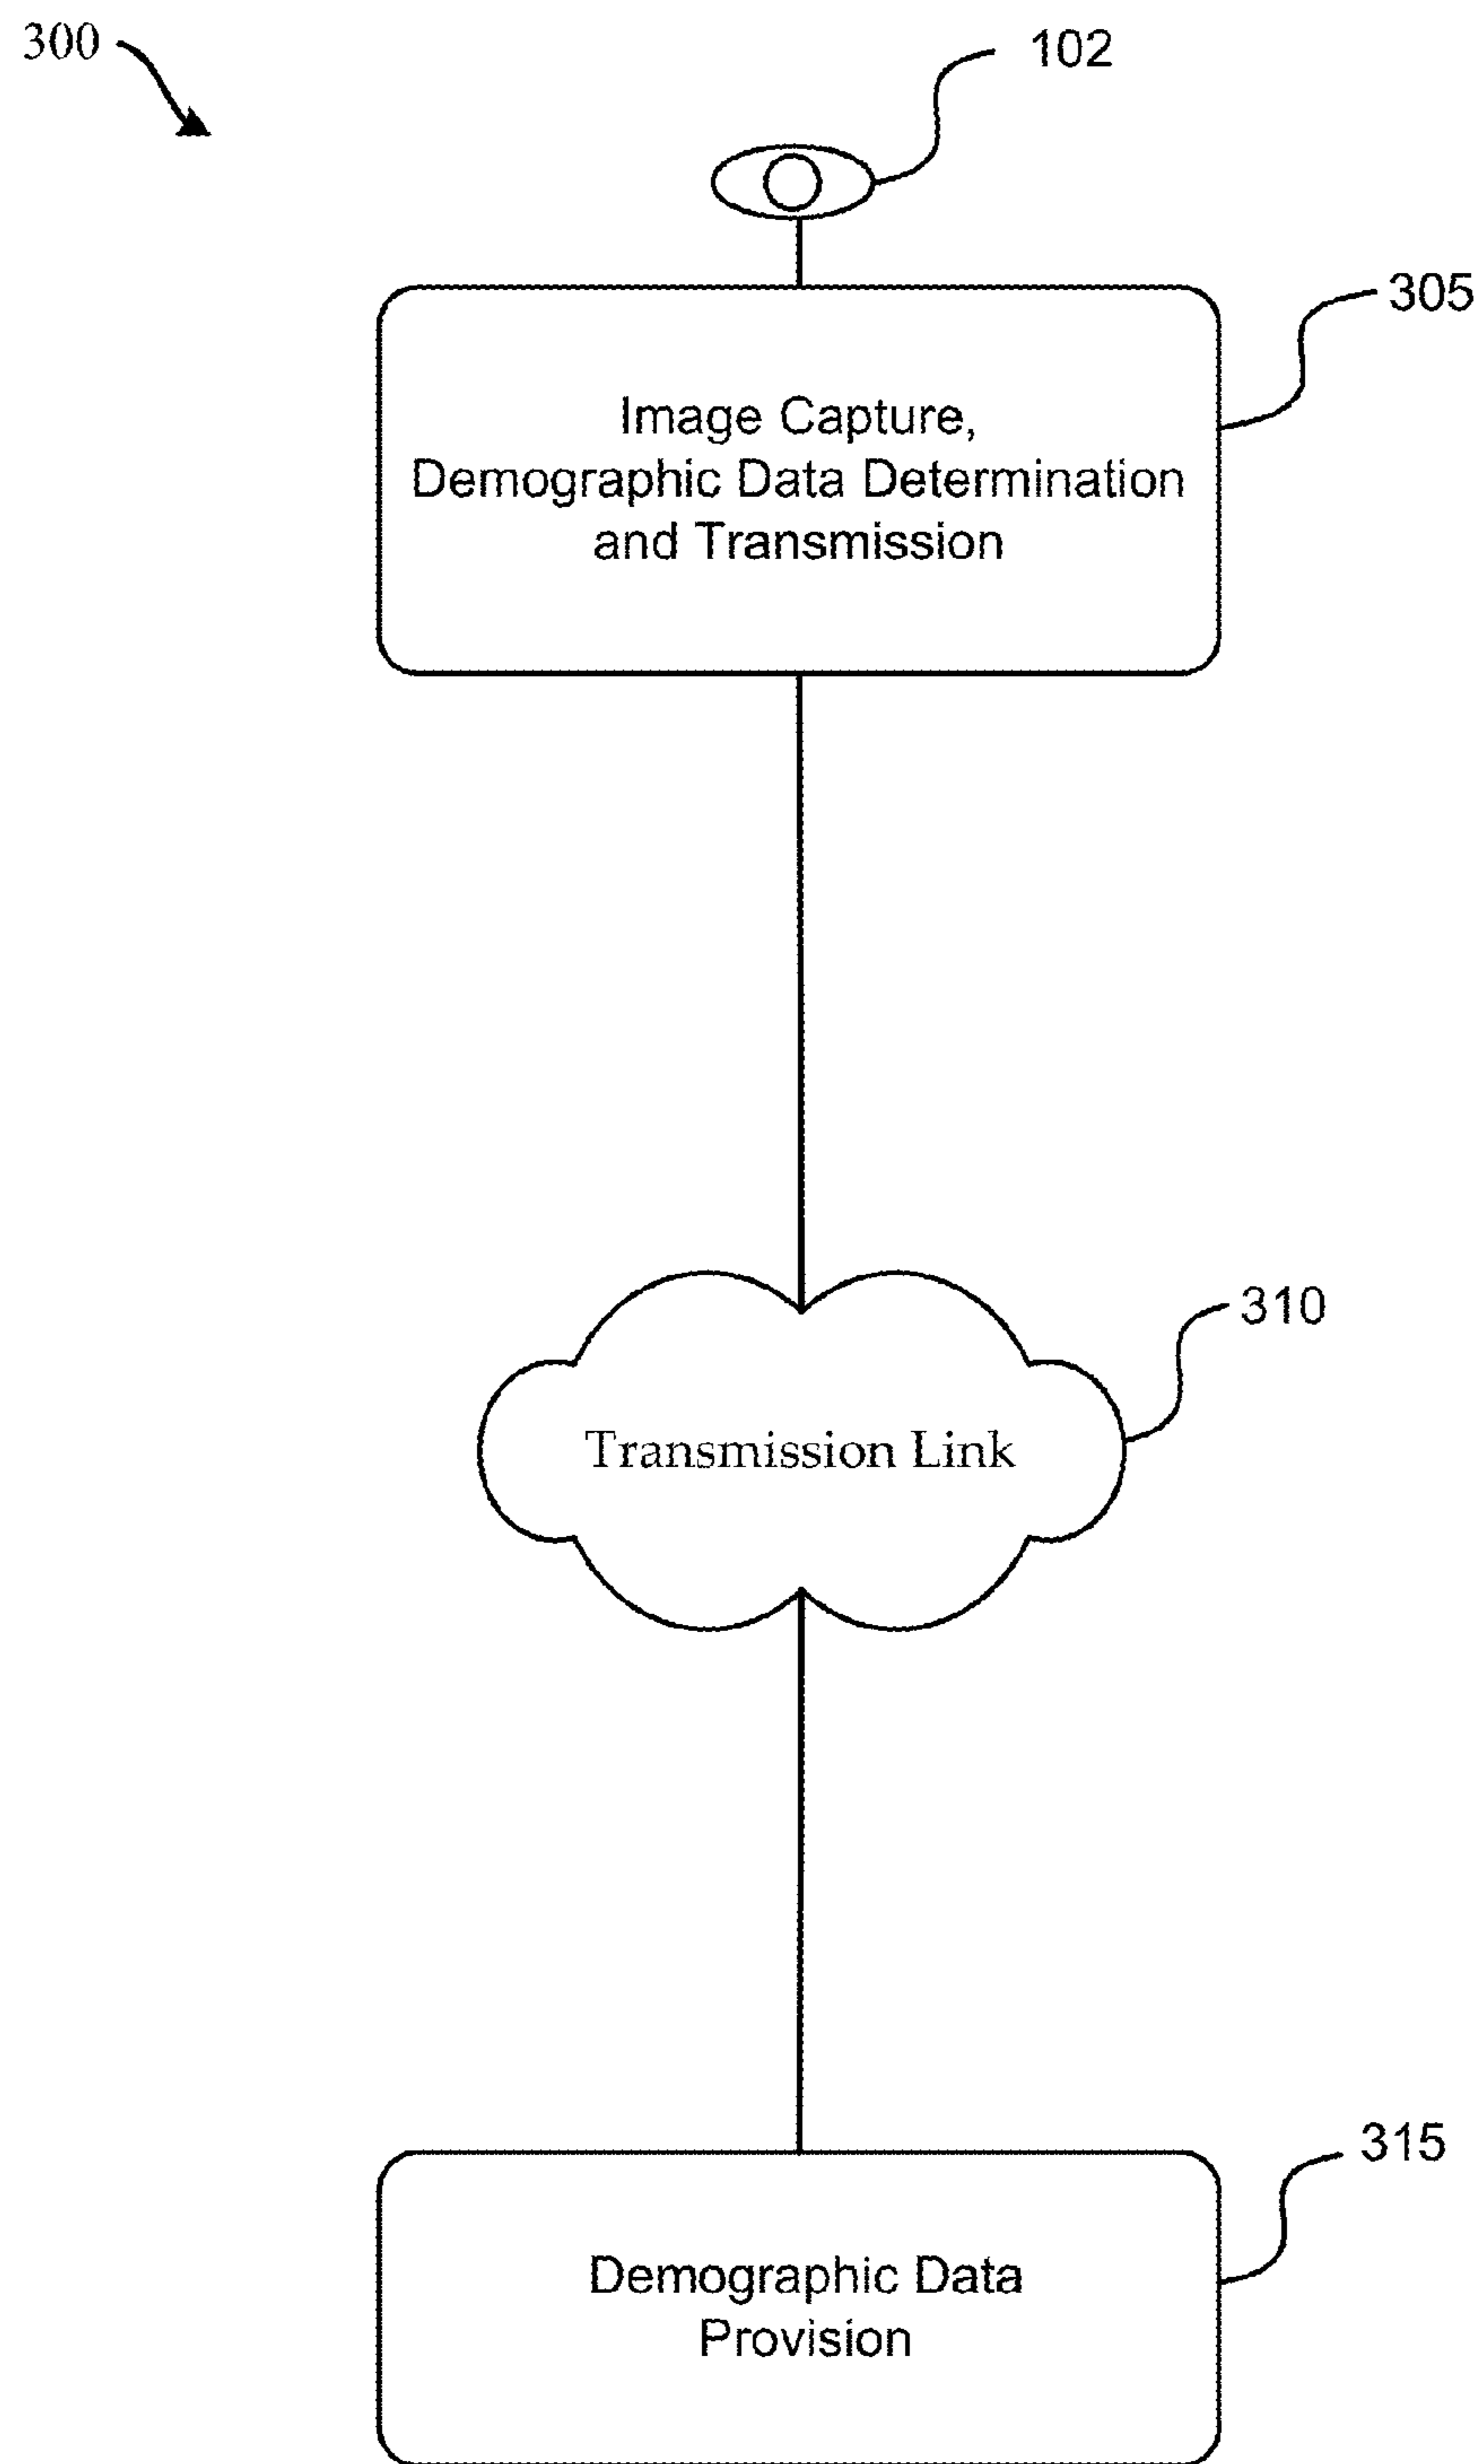 300
102
305
Image Capture,
Demographic Data Determination
and Transmission
310
Transmission Link
315
Demographic Data
Provision